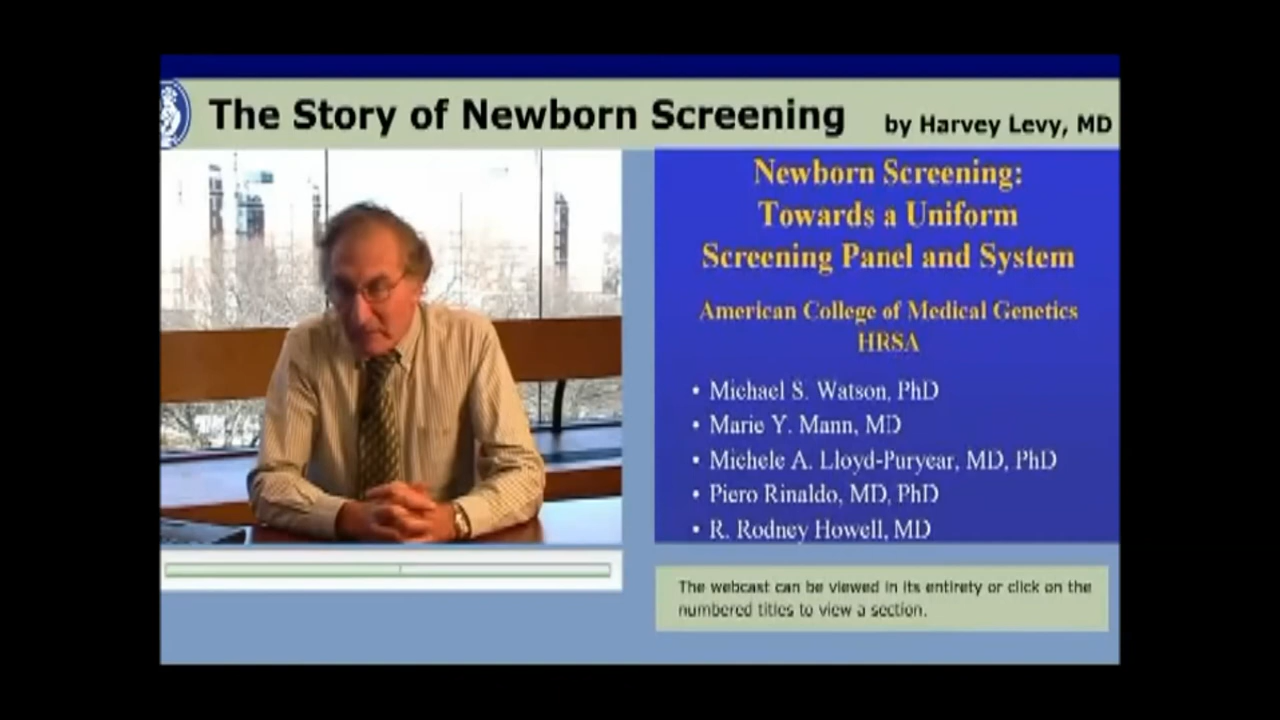 The Story of Newborn Screening by Harvey Levy, MD
Newborn Screening:
Towards a Uniform
Screening Panel and System
American College of Medical Genetics
HRSA
• Michael S. Watson, PhD
• Marie Y. Mann, MD
• Michele A. Lloyd-Puryear, MD, PhD
• Piero Rinaldo, MD, PhD
• R. Rodney Howell, MD
The webcast can be viewed in its entirety or click on the
numbered titles to view a section.